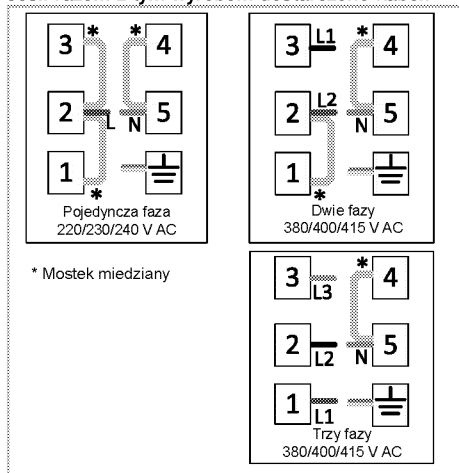 3 * * 4
2 L N 5
1 *
Pojedyncza faza
220/230/240 V AC
3 L1 * 4
2 L2 N 5
1 *
Dwie fazy
380/400/415 V AC
* Mostek miedziany
3 L3 * 4
2 L2 N 5
1 L1
Trzy fazy
380/400/415 V AC